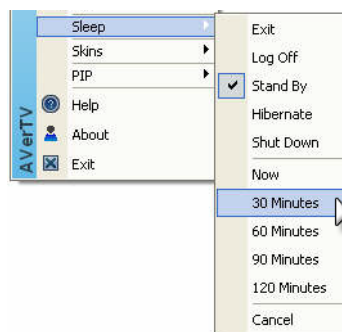 Sleep
Skins
PIP
Help
About
Exit
AVerTV
Exit
Log Off
Stand By
Hibernate
Shut Down
Now
30 Minutes
60 Minutes
90 Minutes
120 Minutes
Cancel